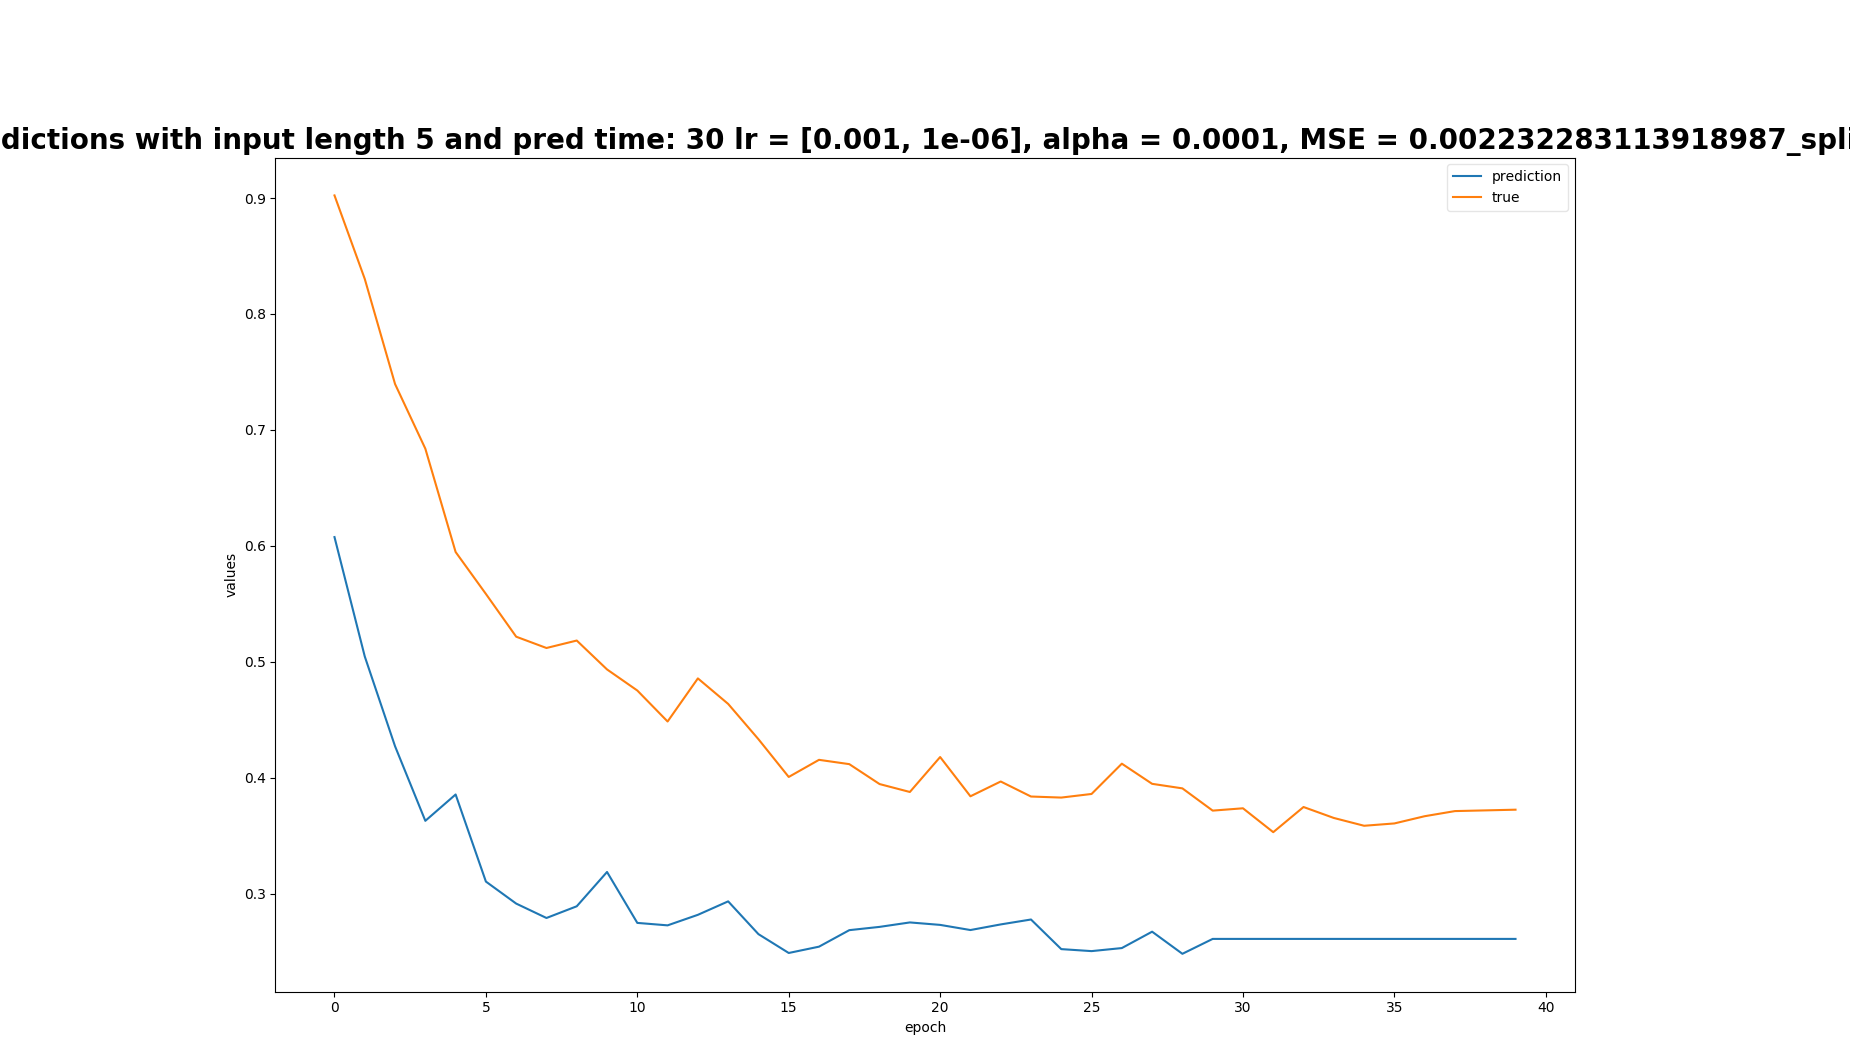 dictions with input length 5 and pred time: 30 lr = [0.001, 1e-06], alpha = 0.0001, MSE = 0.002232283113918987_spli
prediction
true
0.9
0.8
0.7
0.6
0.5
0.4
0.3
values
0 5 10 15 20 25 30 35 40
epoch